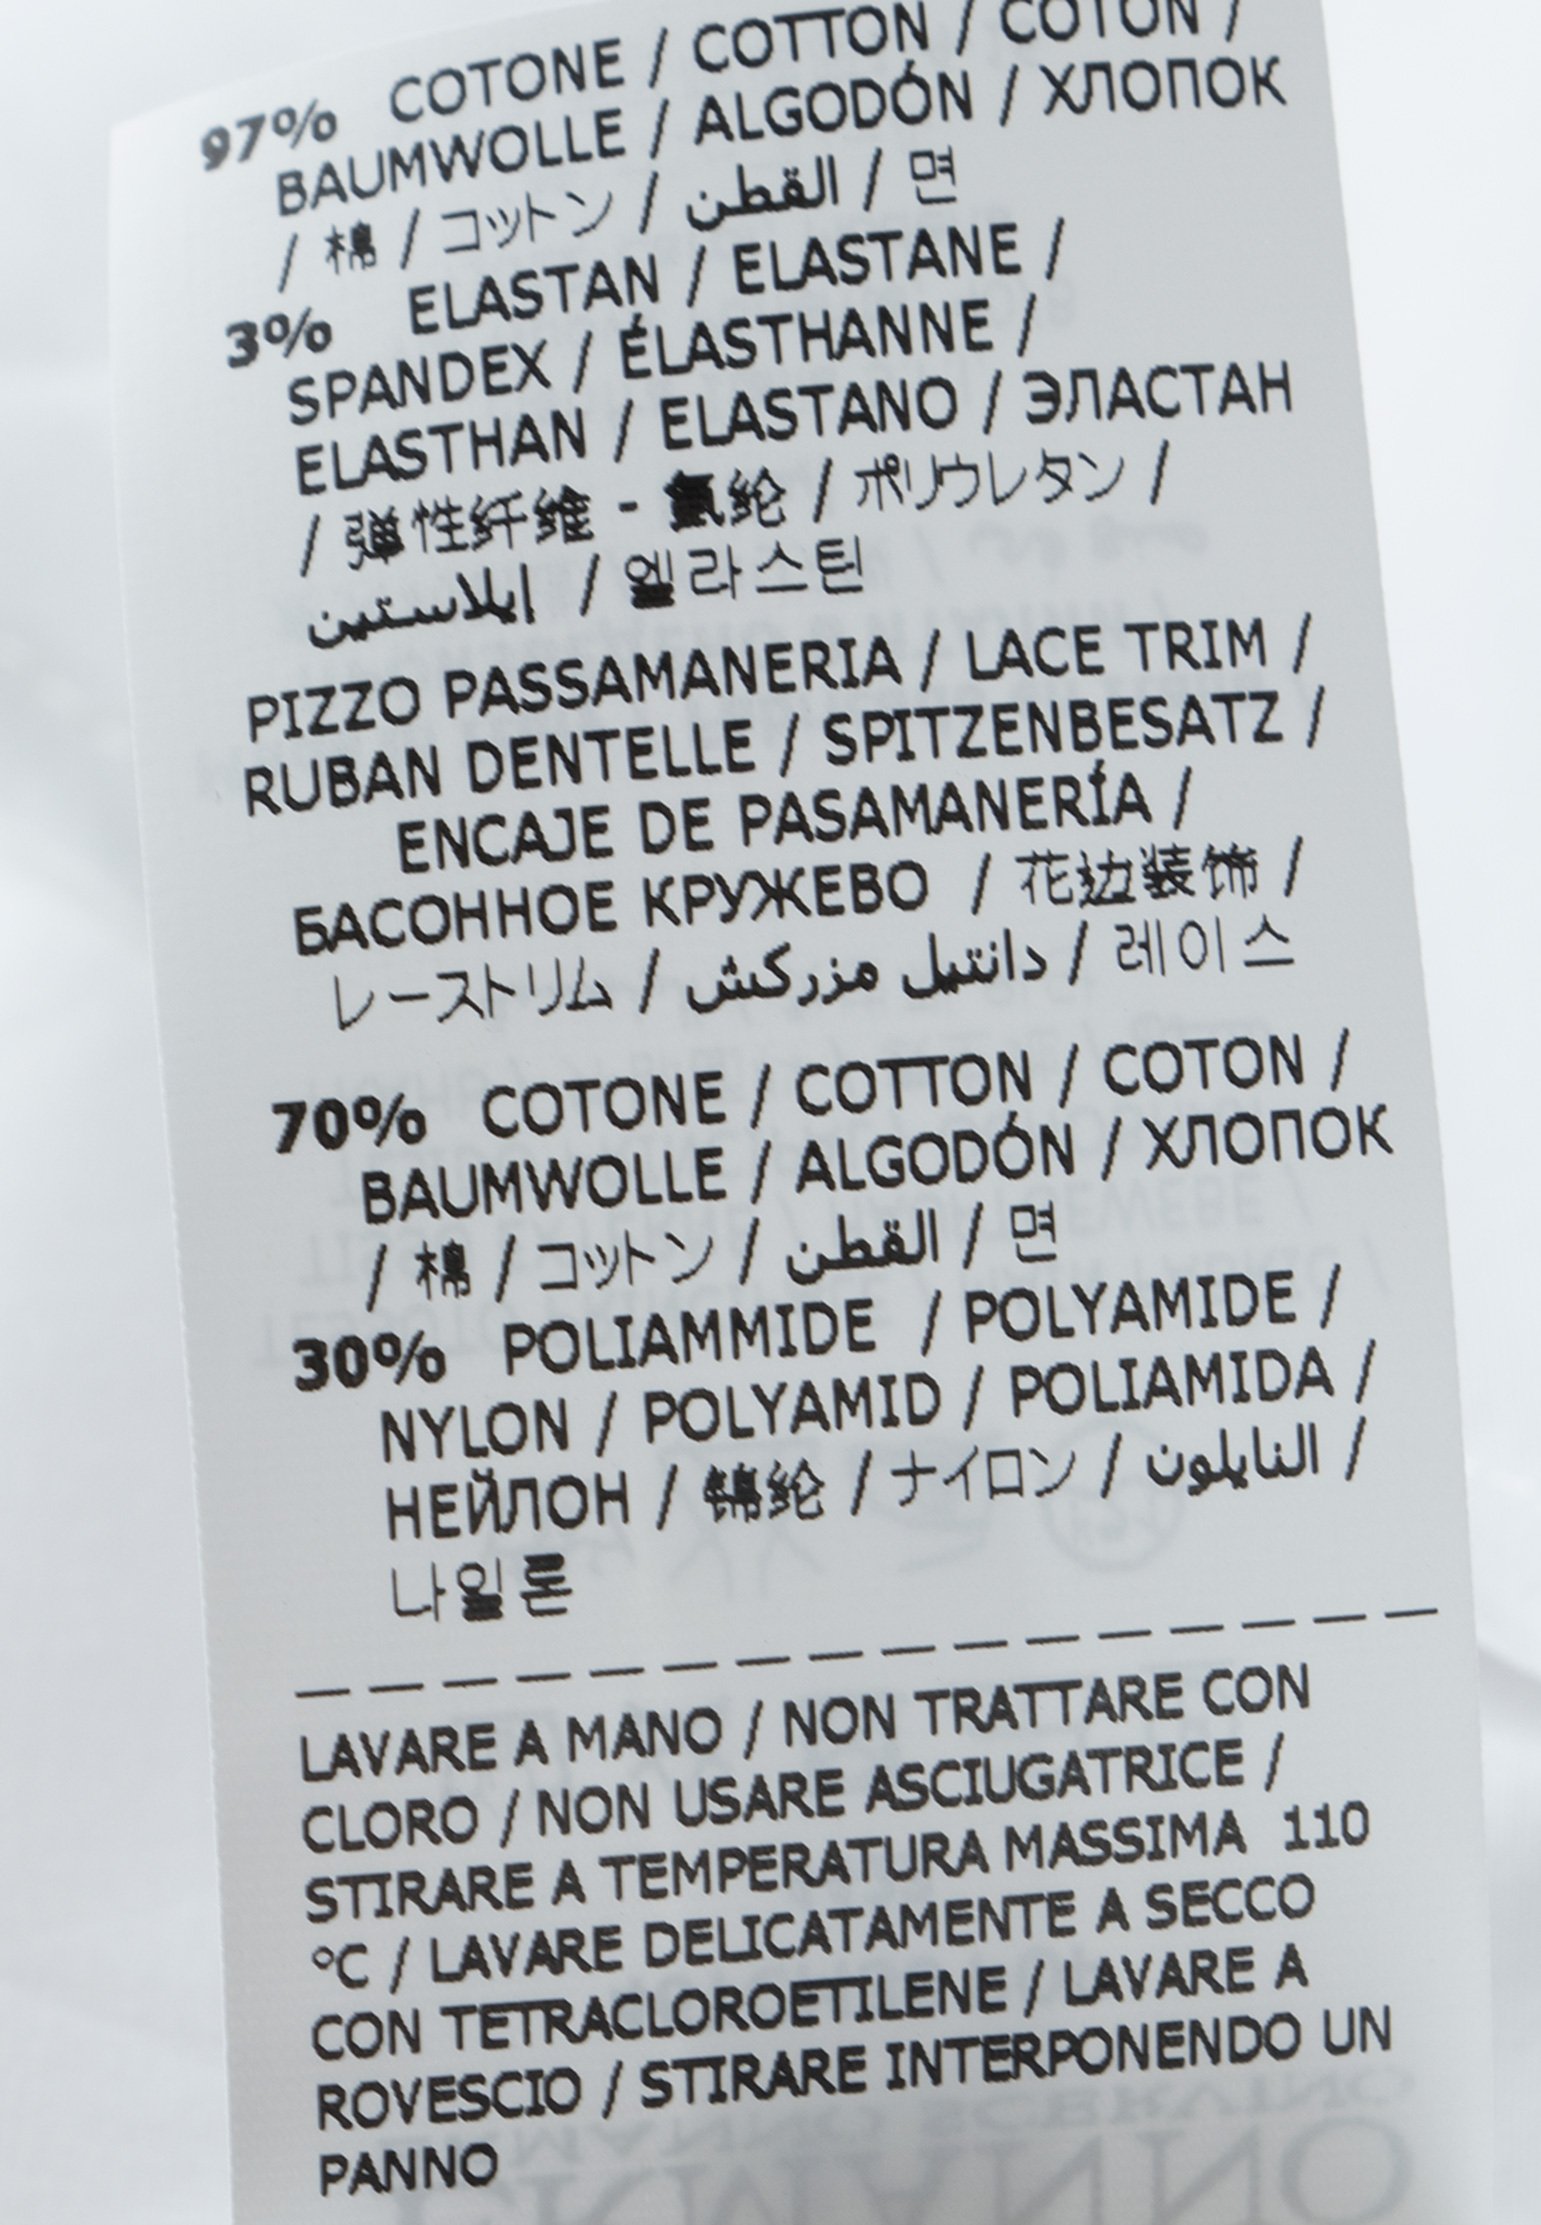 97% COTONE / COTTON / COTON /
BAUMWOLLE / ALGODÓN / ХЛОПОК
/ 棉 / コットン / القطن / 면
3% ELASTAN / ELASTANE /
SPANDEX / ÉLASTHANNE /
ELASTHAN / ELASTANO / ЭЛАСТАН
/ 弹性纤维 - 氨纶 / ポリウレタン /
إيلاستين / 엘라스틴
PIZZO PASSAMANERIA / LACE TRIM /
RUBAN DENTELLE / SPITZENBESATZ /
ENCAJE DE PASAMANERÍA /
БАСОННОЕ КРУЖЕВО / 花边装饰 /
レーストリム / دانتيل مزركش / 레이스
70% COTONE / COTTON / COTON /
BAUMWOLLE / ALGODÓN / ХЛОПОК
/ 棉 / コットン / القطن / 면
30% POLIAMMIDE / POLYAMIDE /
NYLON / POLYAMID / POLIAMIDA /
НЕЙЛОН / 锦纶 / ナイロン / النايلون /
나일론
LAVARE A MANO / NON TRATTARE CON
CLORO / NON USARE ASCIUGATRICE /
STIRARE A TEMPERATURA MASSIMA 110
°C / LAVARE DELICATAMENTE A SECCO
CON TETRACLOROETILENE / LAVARE A
ROVESCIO / STIRARE INTERPONENDO UN
PANNO